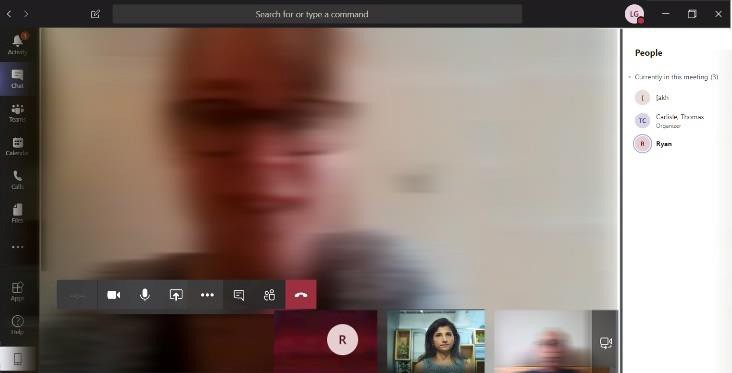 Search for or type a command
LG
3
Activity
Chat
Teams
Calendar
Calls
Files
Apps
Help
People
Currently in this meeting (3)
TC
Carlisle, Thomas
Organizer
R
Ryan
R